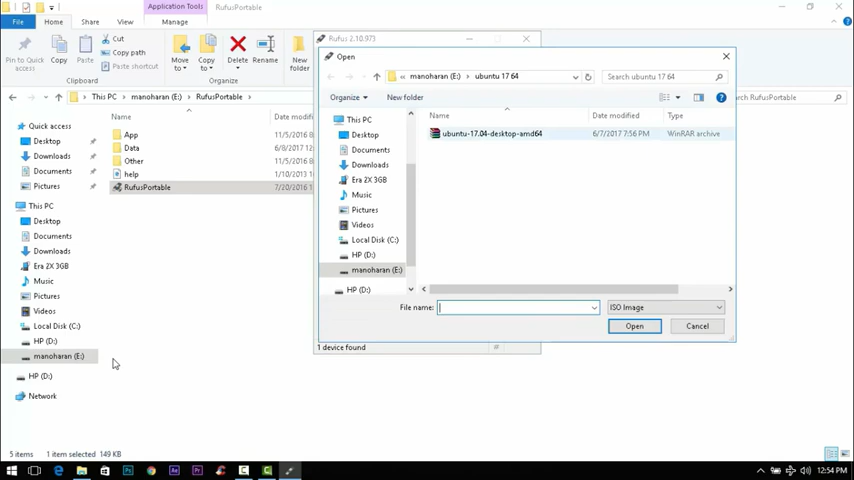 Application Tools
RufusPortable
File
Home
Share
View
Manage
Pin to Quick
access
Copy
Paste
Cut
Copy path
Paste shortcut
Clipboard
Move
to
Copy
to
Delete
Rename
Organize
New
folder
This PC
manoharan (E:)
RufusPortable
RufusPortable
Name
Quick access
Desktop
Downloads
Documents
Pictures
This PC
Desktop
Documents
Downloads
Era 2X 3GB
Music
Pictures
Videos
Local Disk (C:)
HP (D:)
manoharan (E:)
HP (D:)
Network
App
11/5/2016 8
Data
6/8/2017 1
Other
11/5/2016 8
help
1/10/2013 1
RufusPortable
7/20/2016 1
5 items
1 item selected 149 KB
Rufus 2.10.973
1 device found
Open
« manoharan (E:)
ubuntu 17 64
Search ubuntu 17 64
Organize
New folder
This PC
Desktop
Documents
Downloads
Era 2X 3GB
Music
Pictures
Videos
Local Disk (C:)
HP (D:)
manoharan (E:)
HP (D:)
Name
Date modified
Type
ubuntu-17.04-desktop-amd64
6/7/2017 7:56 PM
WinRAR archive
File name:
ISO Image
Open
Cancel
12:54 PM